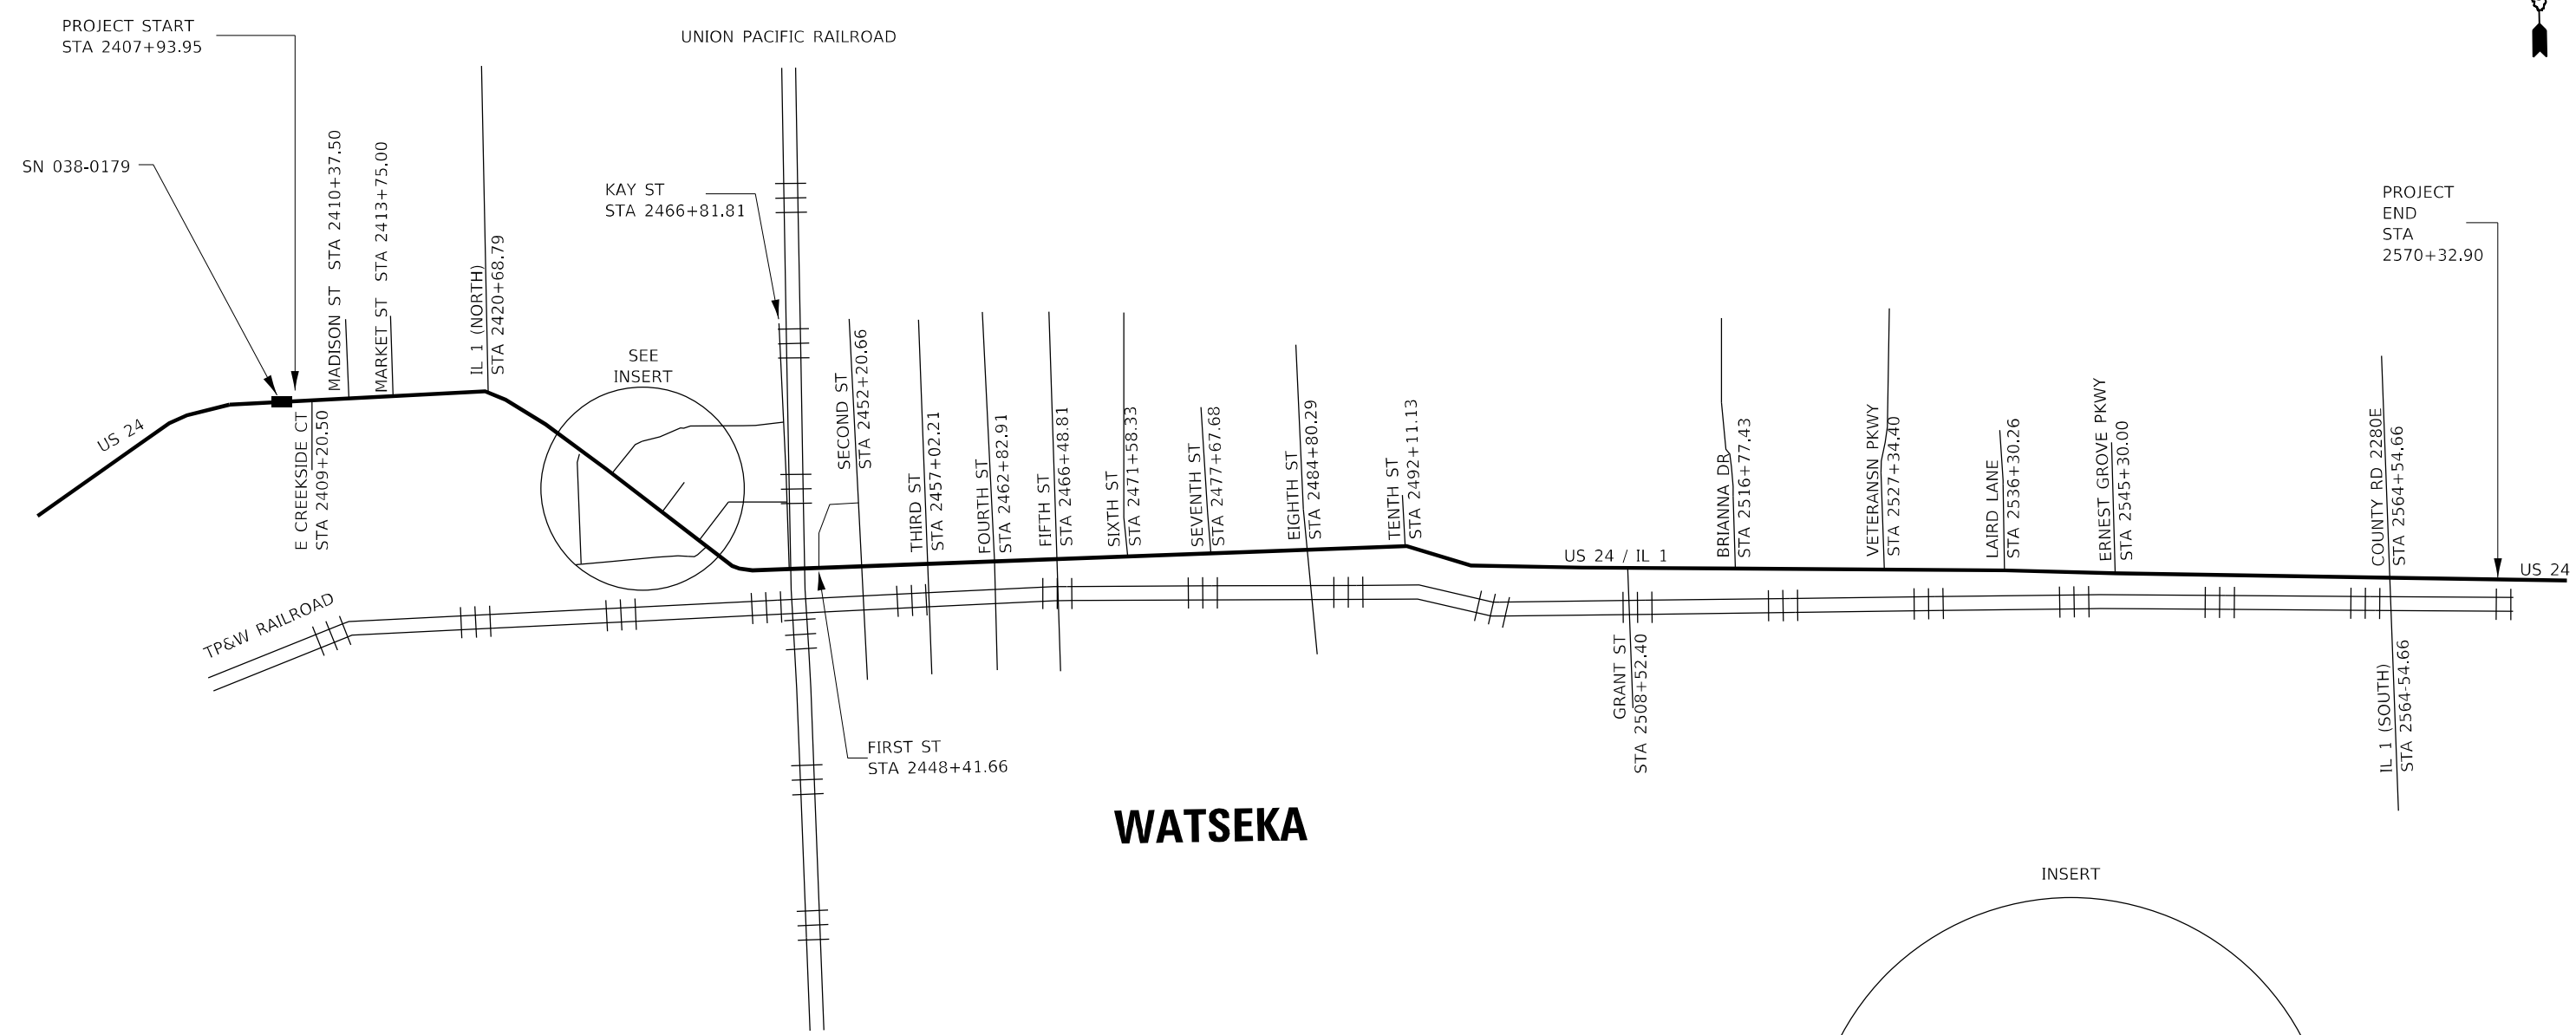 PROJECT START
STA 2407+93.95
UNION PACIFIC RAILROAD
SN 038-0179
MADISON ST STA 2410+37.50
MARKET ST STA 2413+75.00
IL 1 (NORTH)
STA 2420+68.79
KAY ST
STA 2466+81.81
PROJECT
END
STA
2570+32.90
SEE
INSERT
US 24
E CREEKSIDE CT
STA 2409+20.50
SECOND ST
STA 2452+20.66
THIRD ST
STA 2457+02.21
FOURTH ST
STA 2462+82.91
FIFTH ST
STA 2466+48.81
SIXTH ST
STA 2471+58.33
SEVENTH ST
STA 2477+67.68
EIGHTH ST
STA 2484+80.29
TENTH ST
STA 2492+11.13
US 24 / IL 1
BRIANNA DR
STA 2516+77.43
VETERANSN PKWY
STA 2527+34.40
LAIRD LANE
STA 2536+30.26
ERNEST GROVE PKWY
STA 2545+30.00
COUNTY RD 2280E
STA 2564+54.66
US 24
TP&W RAILROAD
GRANT ST
STA 2508+52.40
IL 1 (SOUTH)
STA 2564-54.66
FIRST ST
STA 2448+41.66
WATSEKA
INSERT